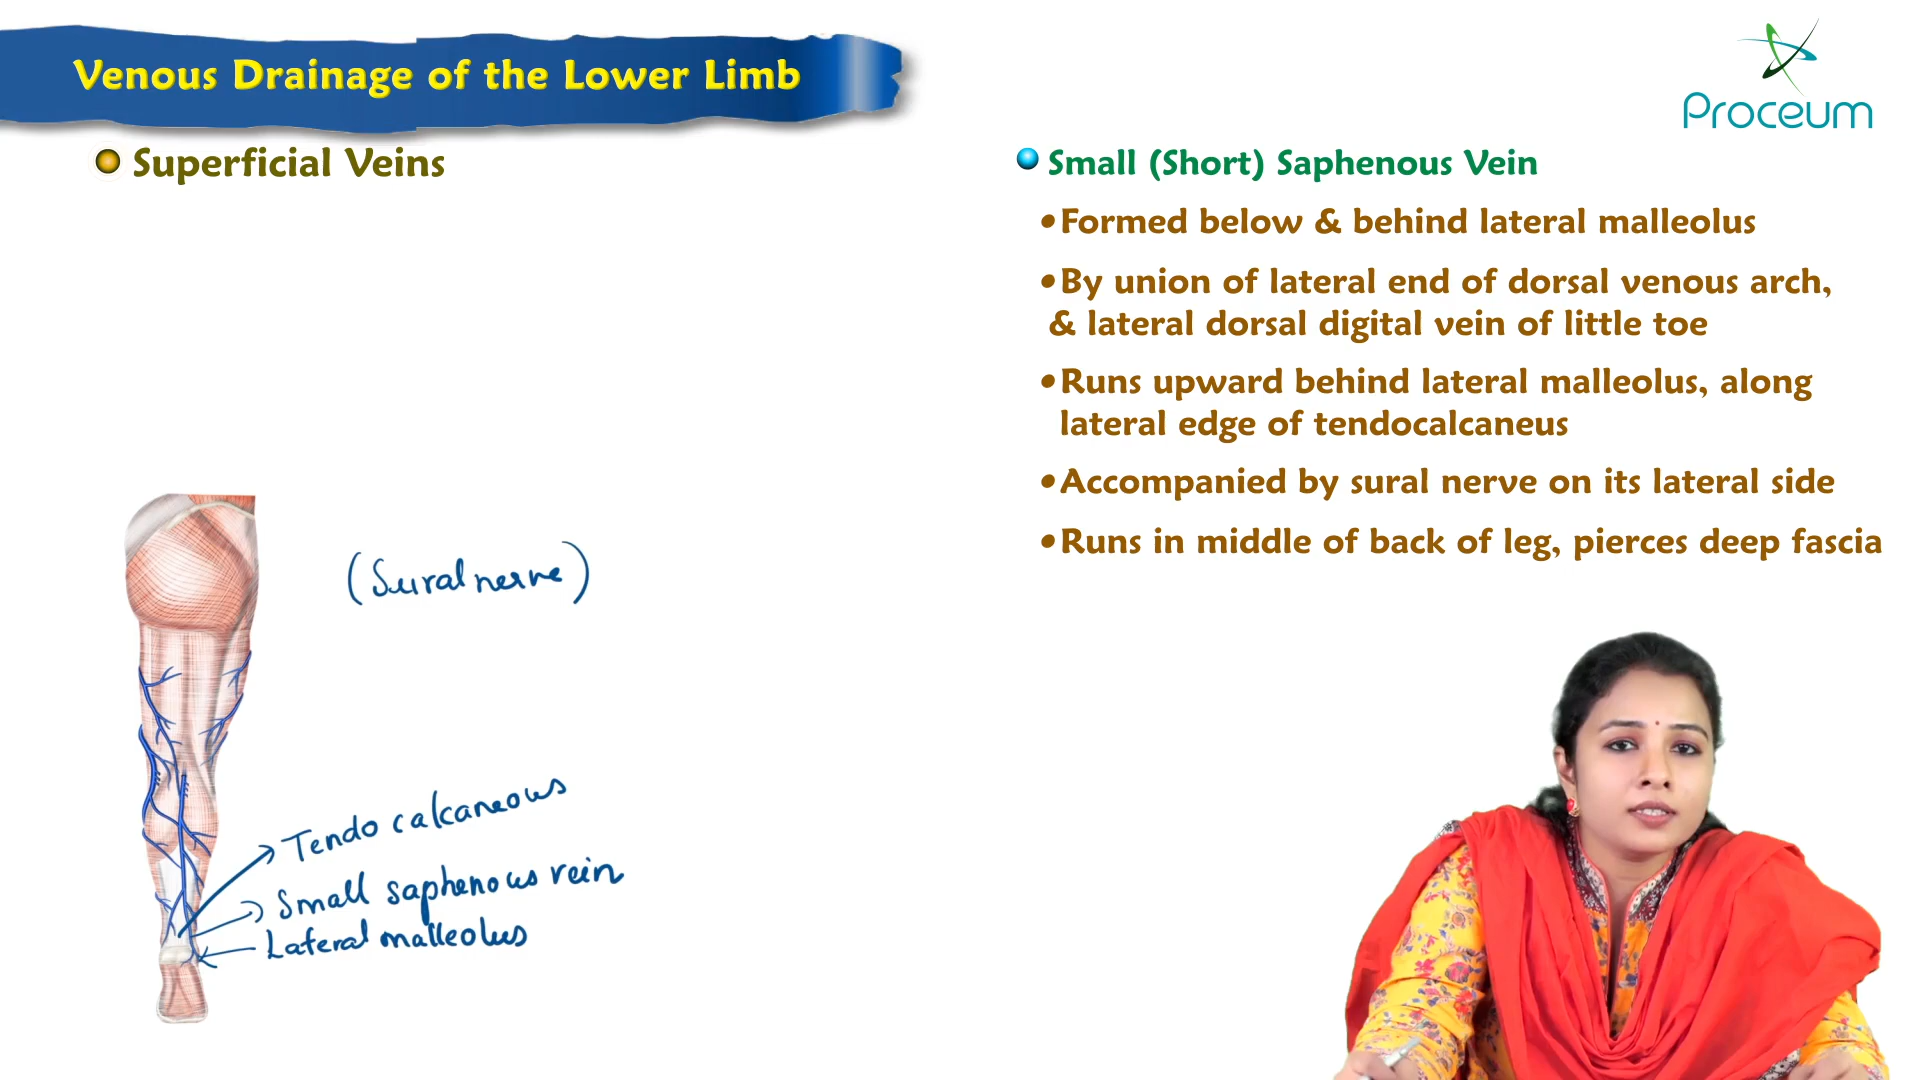 Venous Drainage of the Lower Limb
Proceum
Superficial Veins
Small (Short) Saphenous Vein
•Formed below & behind lateral malleolus
•By union of lateral end of dorsal venous arch,
& lateral dorsal digital vein of little toe
•Runs upward behind lateral malleolus, along
lateral edge of tendocalcaneus
•Accompanied by sural nerve on its lateral side
•Runs in middle of back of leg, pierces deep fascia
(Sural nerve)
Tendo calcaneous
Small saphenous vein
Lateral malleolus